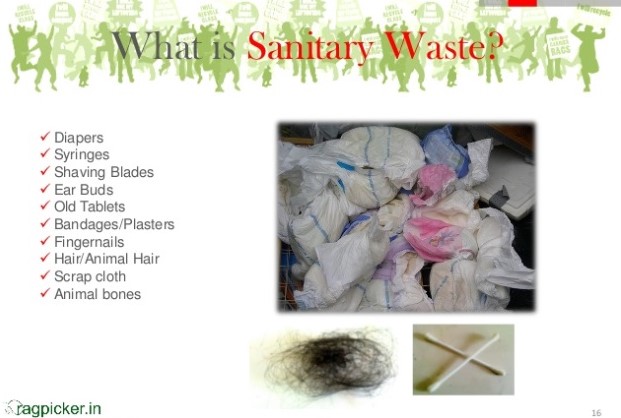 What is Sanitary Waste?
Diapers
Syringes
Shaving Blades
Ear Buds
Old Tablets
Bandages/Plasters
Fingernails
Hair/Animal Hair
Scrap cloth
Animal bones
ragpicker.in
16